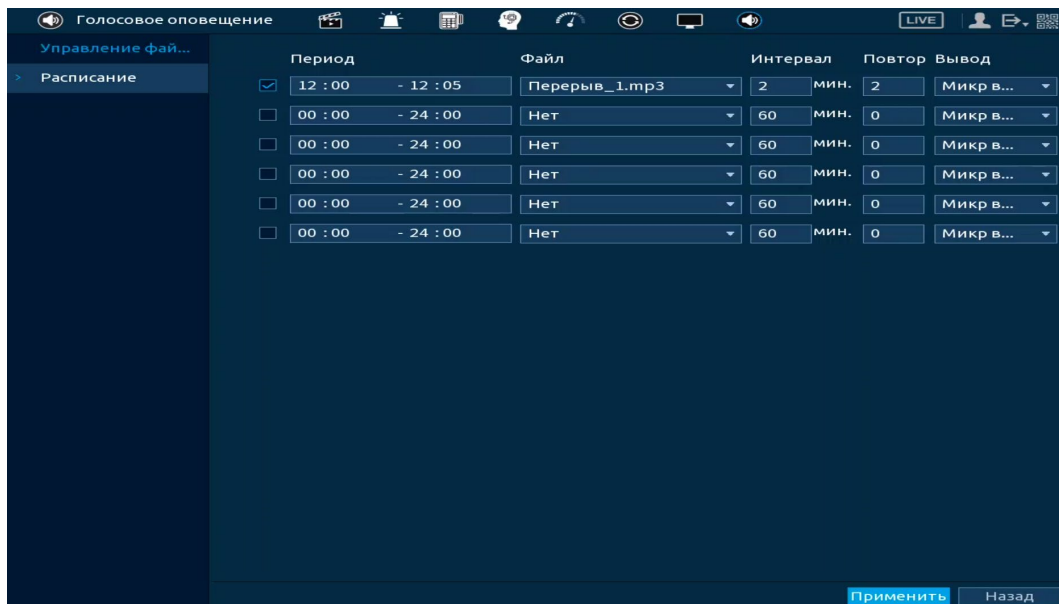 Голосовое оповещение LIVE
Управление фай...
> Расписание
Период Файл Интервал Повтор Вывод
12 : 00 - 12 : 05 Перерыв_1.mp3 2 мин. 2 Микр в...
00 : 00 - 24 : 00 Нет 60 мин. 0 Микр в...
00 : 00 - 24 : 00 Нет 60 мин. 0 Микр в...
00 : 00 - 24 : 00 Нет 60 мин. 0 Микр в...
00 : 00 - 24 : 00 Нет 60 мин. 0 Микр в...
00 : 00 - 24 : 00 Нет 60 мин. 0 Микр в...
Применить Назад